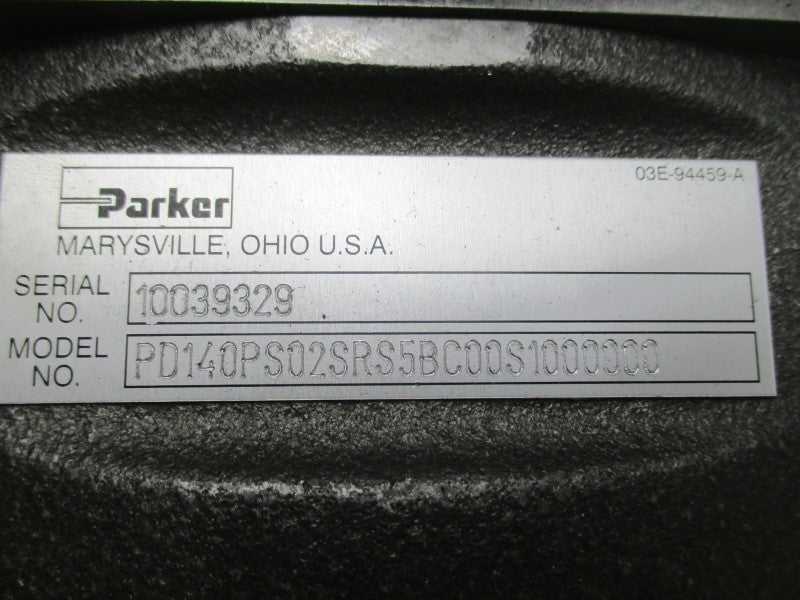 03E-94459-A
Parker
MARYSVILLE, OHIO U.S.A.
SERIAL NO. 10039329
MODEL NO. PD140PS02SRS5BC00S1000000